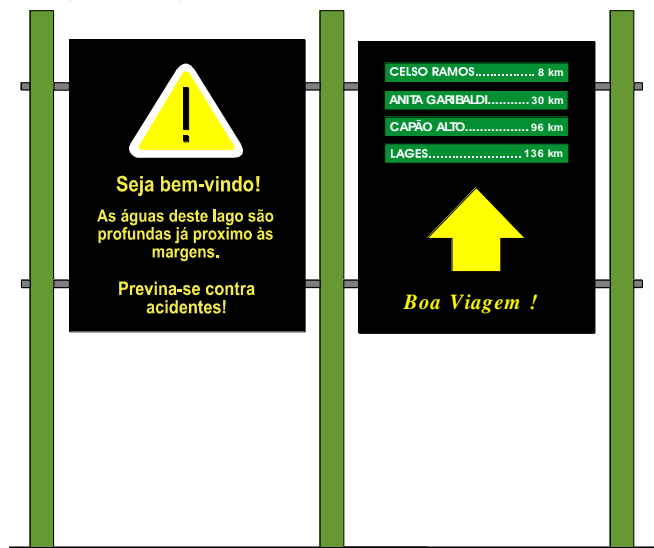 !
Seja bem-vindo!
As águas deste lago são
profundas já proximo às
margens.
Previna-se contra
acidentes!
CELSO RAMOS................ 8 km
ANITA GARIBALDI........... 30 km
CAPÃO ALTO................. 96 km
LAGES........................ 136 km
Boa Viagem !